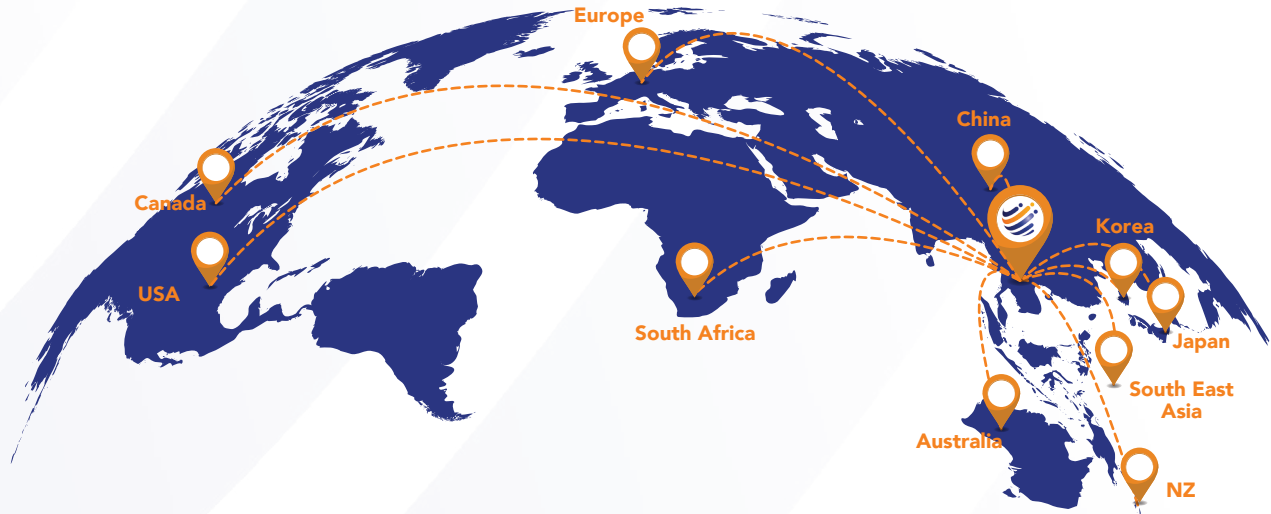 Europe
China
Canada
Korea
USA
South Africa
Japan
South East
Asia
Australia
NZ